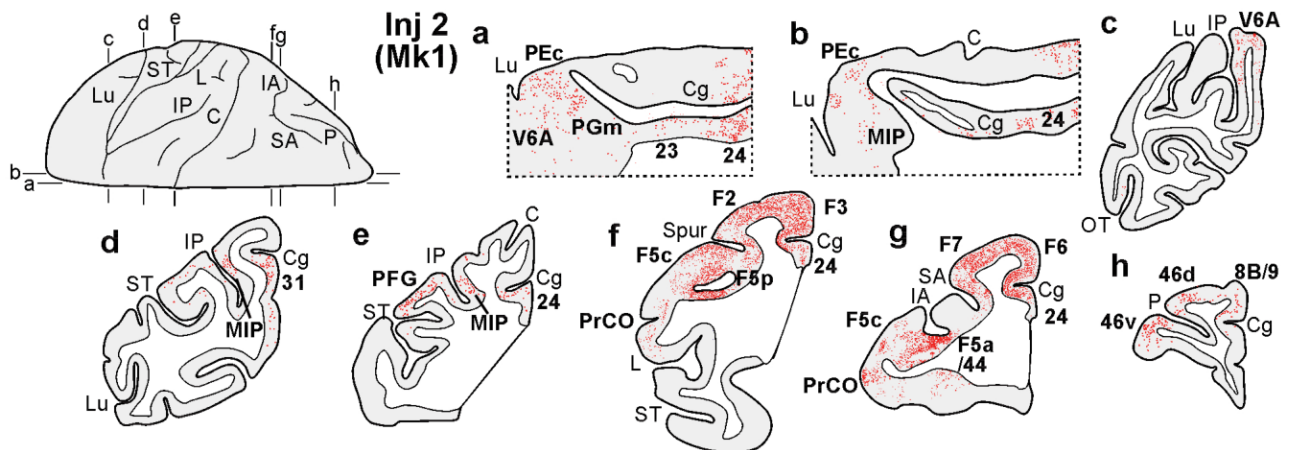 Inj 2
(Mk1)
c
d
e
f
g
h
ST
L
IA
Lu
IP
C
SA
P
b
a
a
PEc
Lu
Cg
V6A
PGm
23
24
b
PEc
C
Lu
Cg
MIP
24
c
Lu
IP
V6A
OT
d
IP
Cg
31
ST
MIP
Lu
e
C
IP
PFG
Cg
24
ST
MIP
f
F2
F3
Spur
Cg
F5c
24
F5p
PrCO
L
ST
g
F7
F6
SA
Cg
IA
24
F5c
F5a
/44
PrCO
h
46d
8B/9
P
46v
Cg